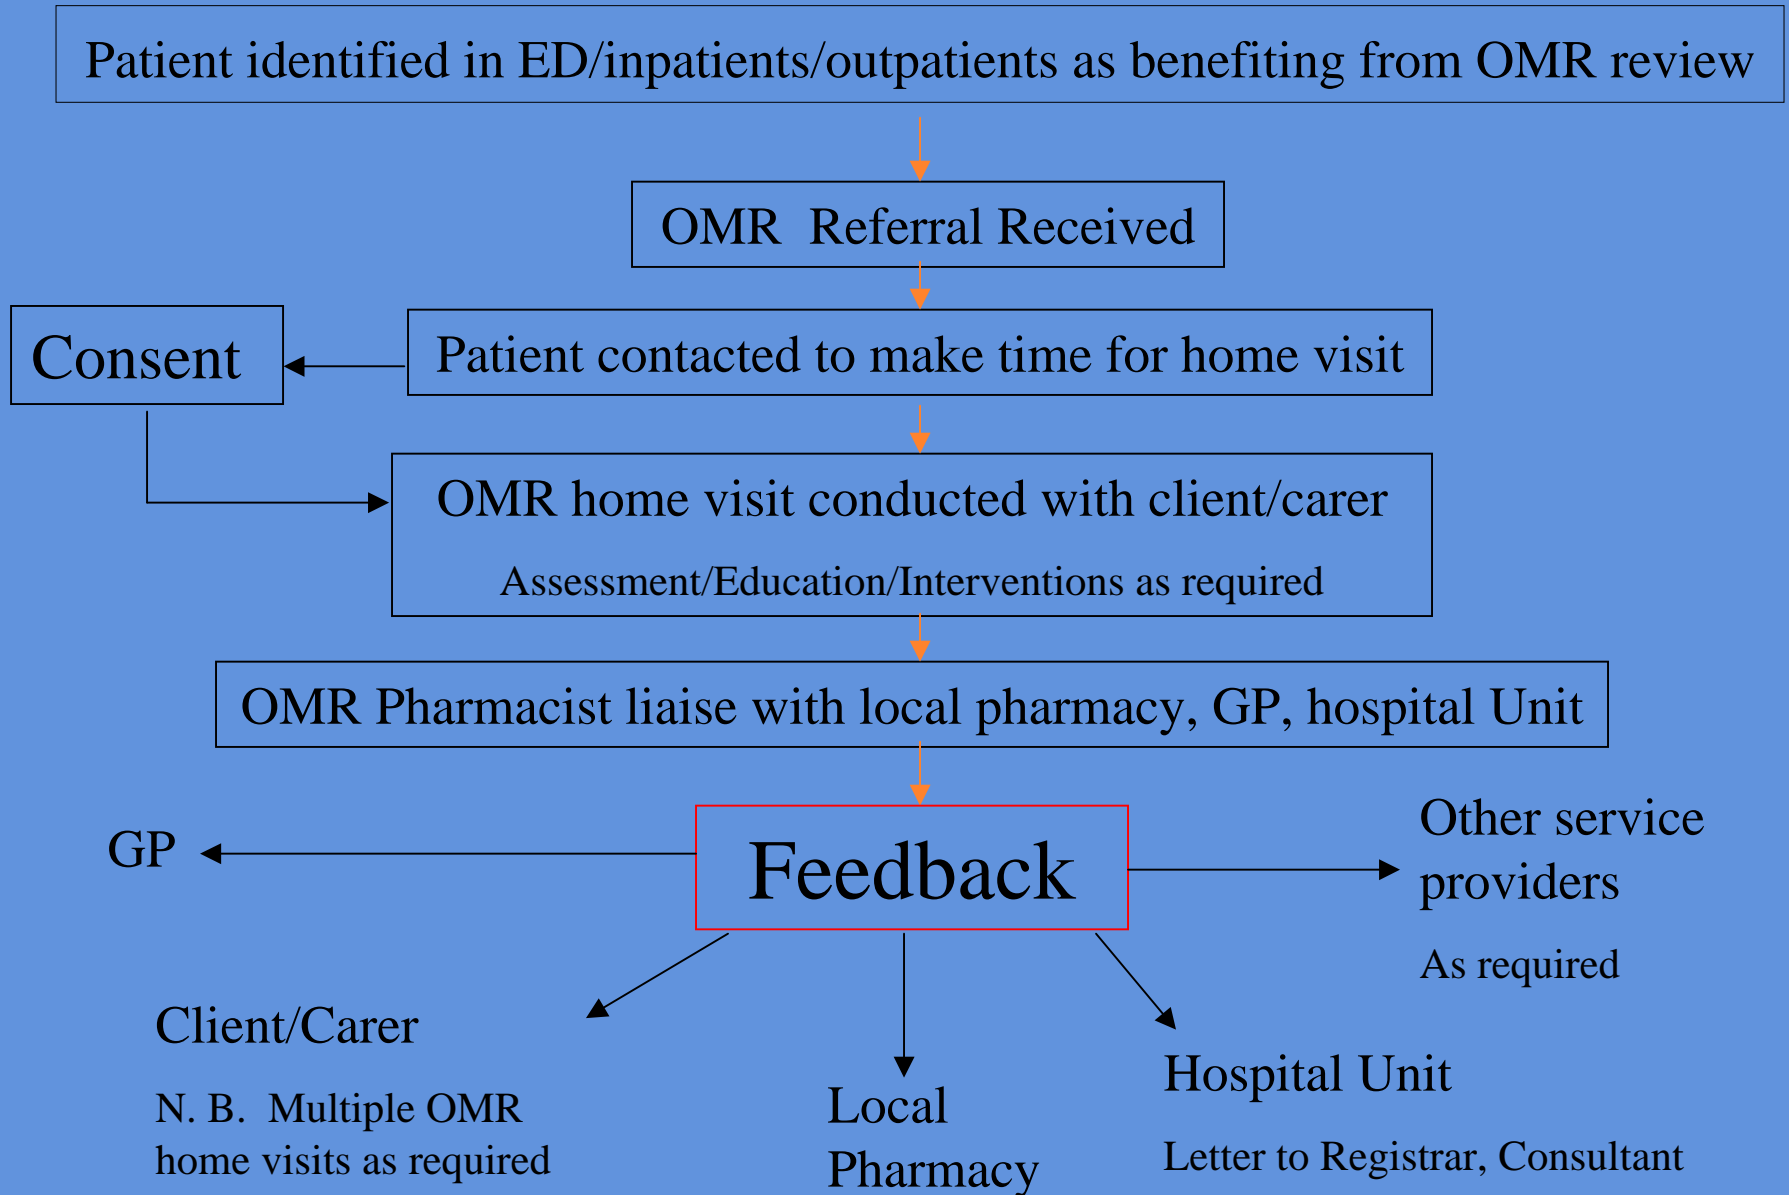 Patient identified in ED/inpatients/outpatients as benefiting from OMR review
OMR Referral Received
Consent
Patient contacted to make time for home visit
OMR home visit conducted with client/carer
Assessment/Education/Interventions as required
OMR Pharmacist liaise with local pharmacy, GP, hospital Unit
GP
Feedback
Other service
providers
As required
Client/Carer
N. B. Multiple OMR
home visits as required
Local
Pharmacy
Hospital Unit
Letter to Registrar, Consultant